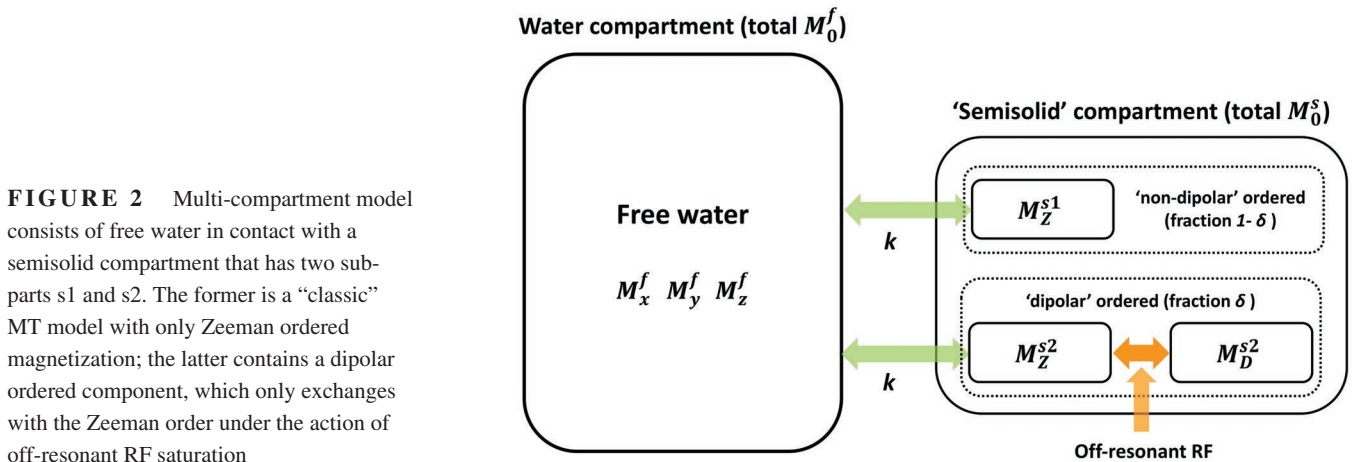 FIGURE 2 Multi-compartment model
consists of free water in contact with a
semisolid compartment that has two sub-
parts s1 and s2. The former is a “classic”
MT model with only Zeeman ordered
magnetization; the latter contains a dipolar
ordered component, which only exchanges
with the Zeeman order under the action of
off-resonant RF saturation
Water compartment (total M_0^f)
Free water
M_x^f M_y^f M_z^f
k
k
‘Semisolid’ compartment (total M_0^s)
M_Z^{s1}
‘non-dipolar’ ordered
(fraction 1- δ )
‘dipolar’ ordered (fraction δ )
M_Z^{s2}
M_D^{s2}
Off-resonant RF